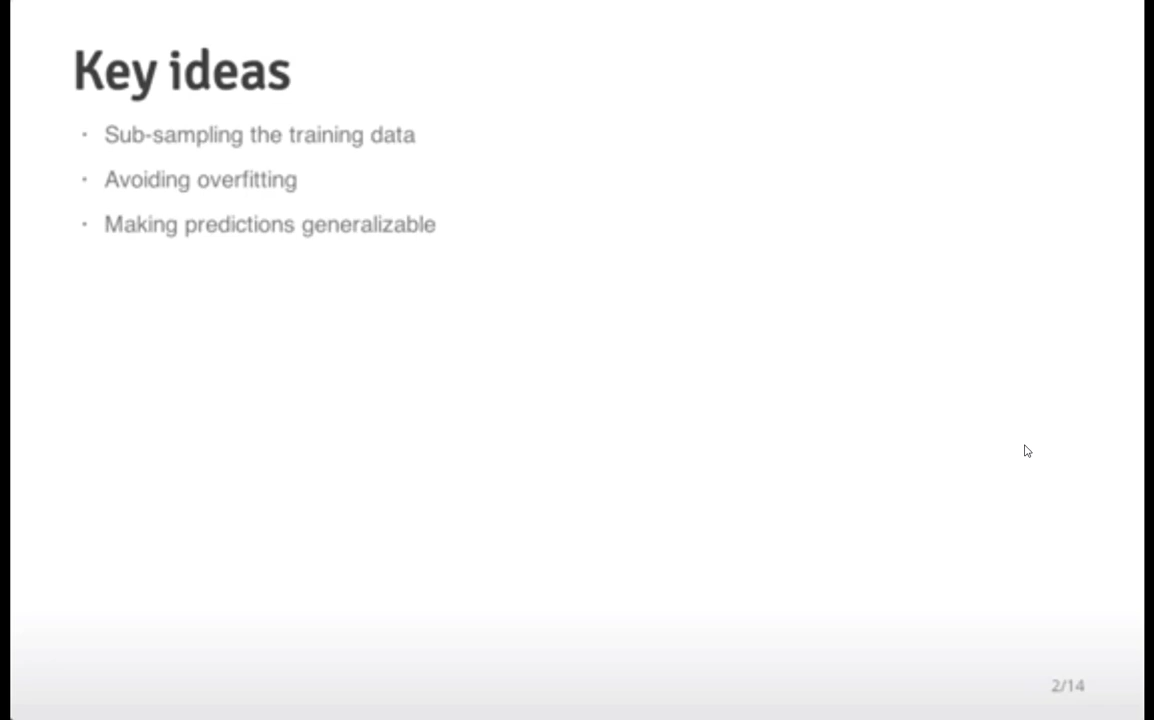 Key ideas
· Sub-sampling the training data
· Avoiding overfitting
· Making predictions generalizable
2/14